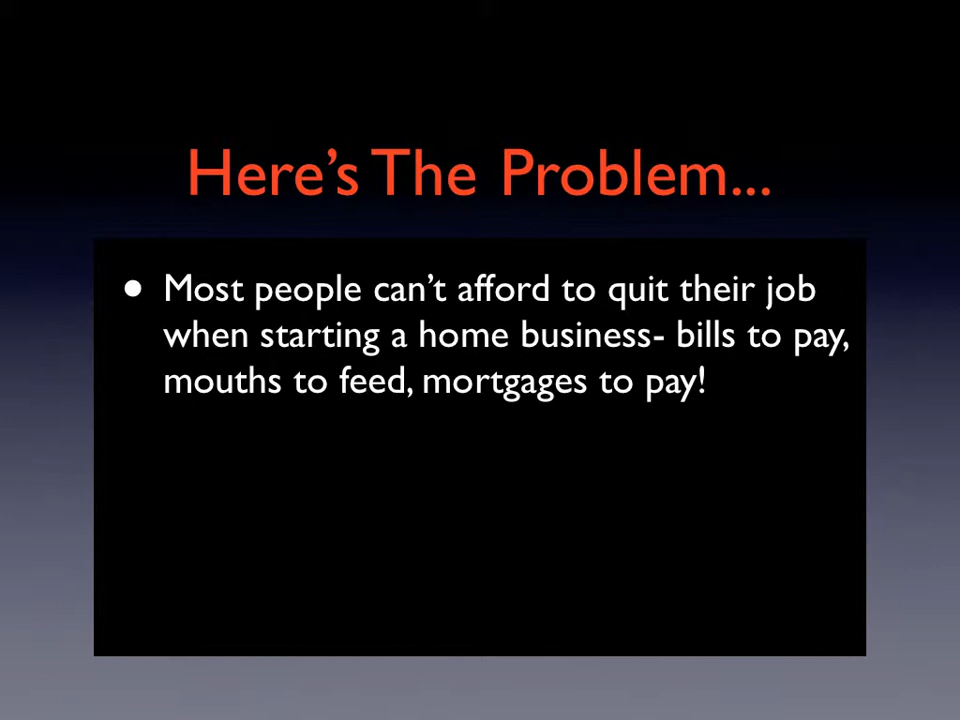 Here’s The Problem...
• Most people can’t afford to quit their job
when starting a home business- bills to pay,
mouths to feed, mortgages to pay!